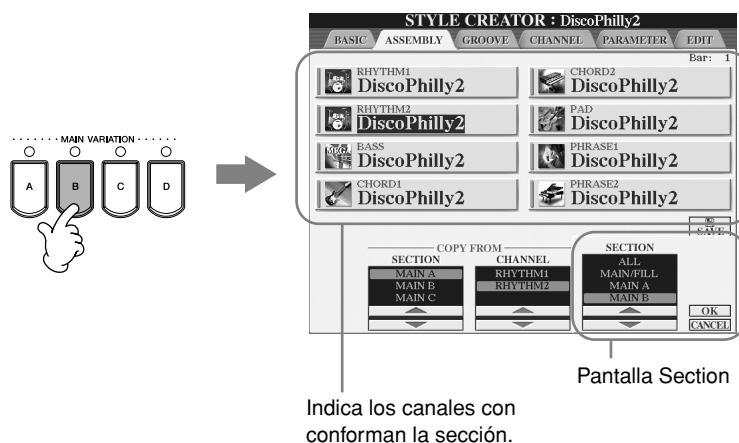 STYLE CREATOR : DiscoPhilly2
BASIC ASSEMBLY GROOVE CHANNEL PARAMETER EDIT
Bar: 1
RHYTHM1
DiscoPhilly2
CHORD2
DiscoPhilly2
RHYTHM2
DiscoPhilly2
PAD
DiscoPhilly2
MEGA
BASS
DiscoPhilly2
PHRASE1
DiscoPhilly2
CHORD1
DiscoPhilly2
PHRASE2
DiscoPhilly2
MAIN VARIATION
A B C D
SAVE
COPY FROM
SECTION
MAIN A
MAIN B
MAIN C
CHANNEL
RHYTHM1
RHYTHM2
SECTION
ALL
MAIN/FILL
MAIN A
MAIN B
OK
CANCEL
Pantalla Section
Indica los canales con
conforman la sección.